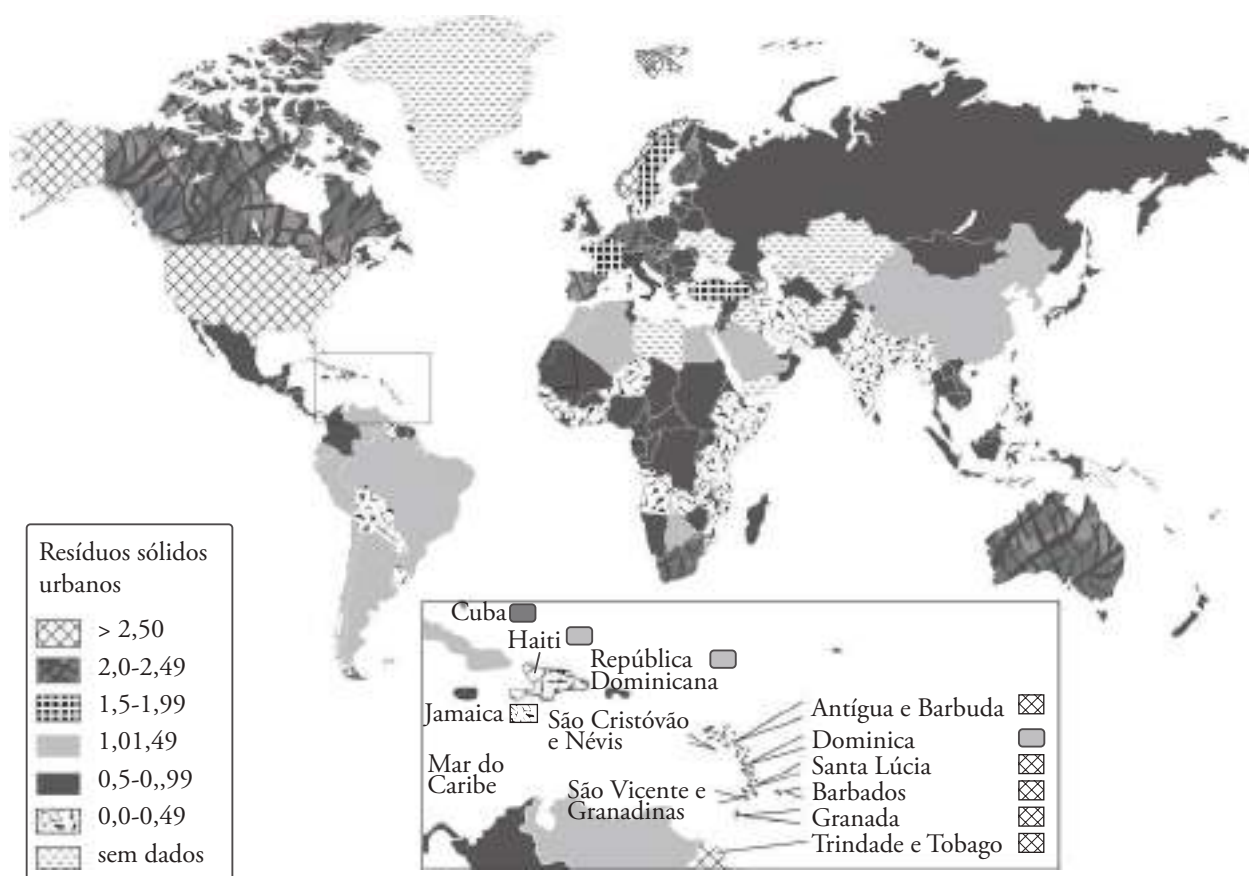 Resíduos sólidos
urbanos
> 2,50
2,0-2,49
1,5-1,99
1,01,49
0,5-0,,99
0,0-0,49
sem dados
Cuba
Haiti
República
Dominicana
Jamaica
São Cristóvão
e Névis
Mar do
Caribe
São Vicente e
Granadinas
Antígua e Barbuda
Dominica
Santa Lúcia
Barbados
Granada
Trindade e Tobago